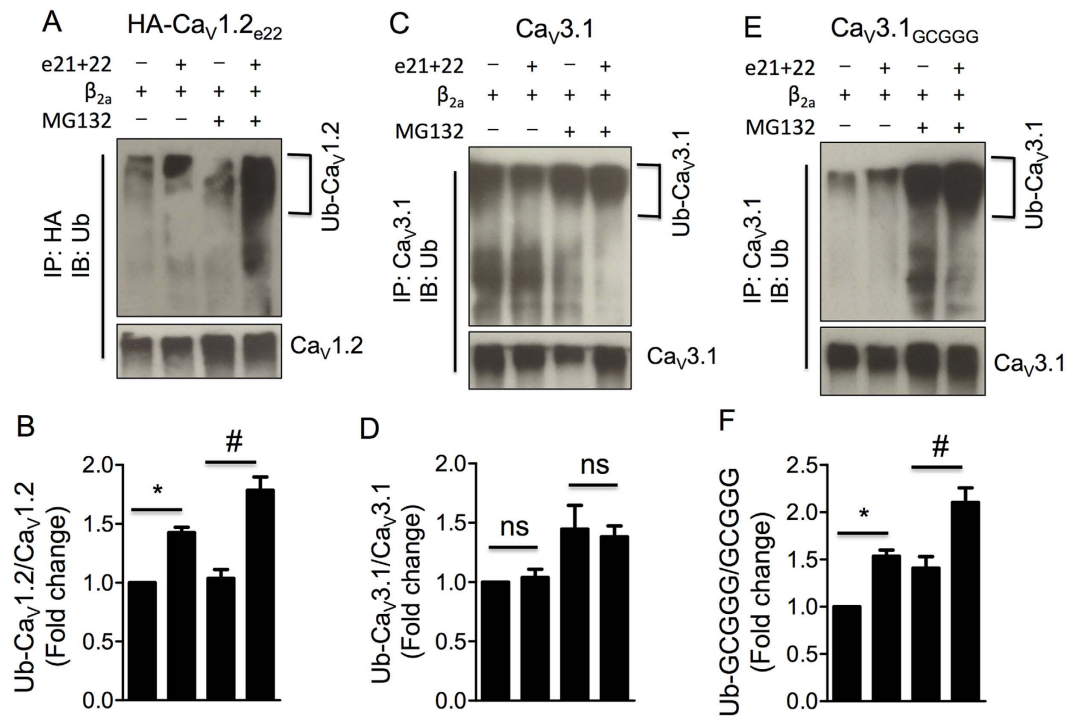 A HA-CaV1.2e22
e21+22 – + – +
β2a + + + +
MG132 – – + +
IP: HA
IB: Ub
Ub-CaV1.2
CaV1.2
C CaV3.1
e21+22 – + – +
β2a + + + +
MG132 – – + +
IP: CaV3.1
IB: Ub
Ub-CaV3.1
CaV3.1
E CaV3.1GCGGG
e21+22 – + – +
β2a + + + +
MG132 – – + +
IP: CaV3.1
IB: Ub
Ub-CaV3.1
CaV3.1
B
Ub-CaV1.2/CaV1.2
(Fold change)
2.0
1.5
1.0
0.5
0.0
*
#
D
Ub-CaV3.1/CaV3.1
(Fold change)
2.0
1.5
1.0
0.5
0.0
ns
ns
F
Ub-GCGGG/GCGGG
(Fold change)
2.5
2.0
1.5
1.0
0.5
0.0
*
#